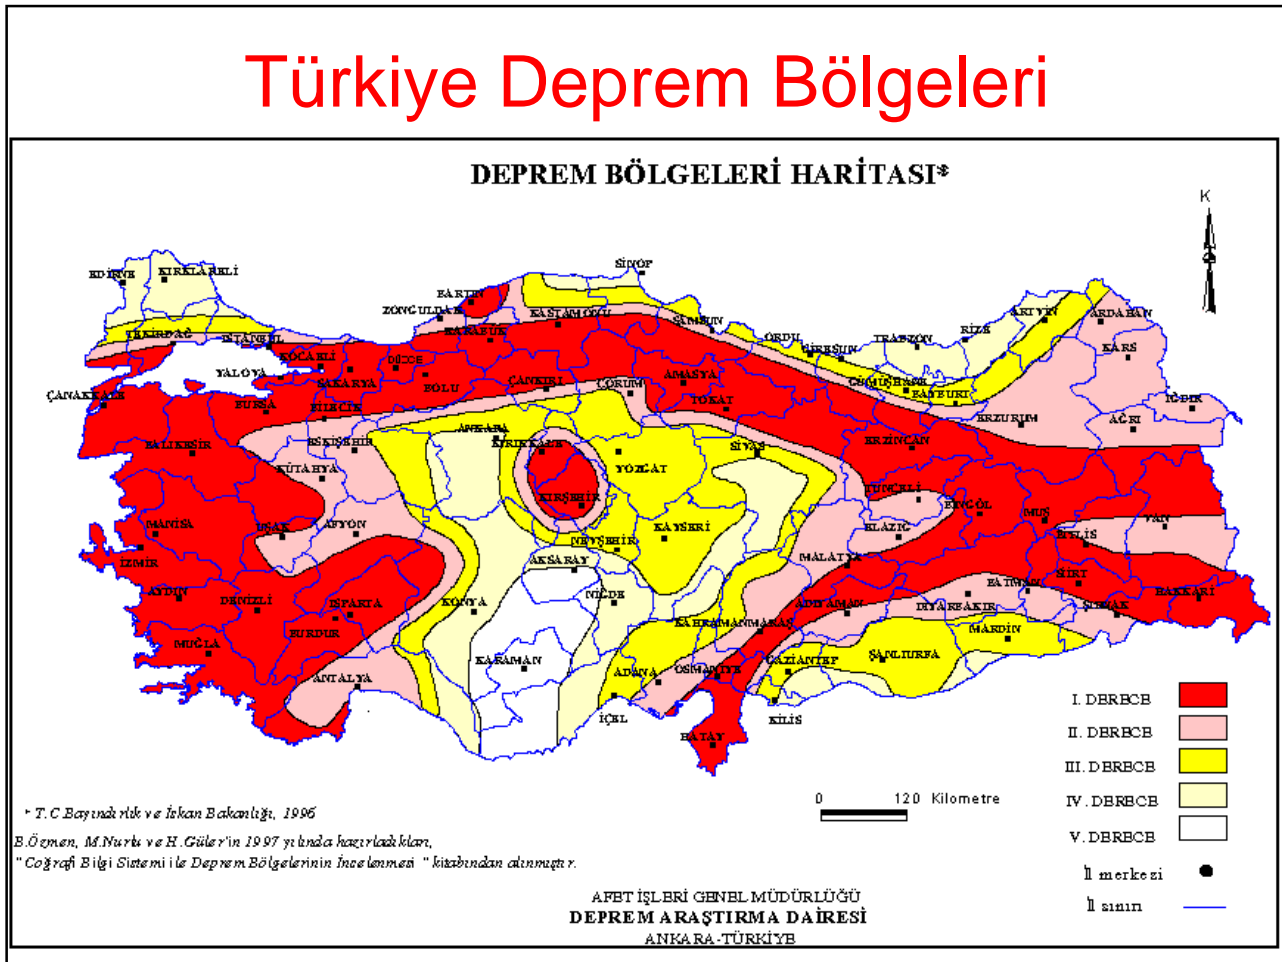 Türkiye Deprem Bölgeleri
DEPREM BÖLGELERİ HARİTASI*
K
SİNOP
EDİRNE
KIRKLARELİ
BARTIN
ZONGULDAK
KASTAMONU
KARABÜK
SAMSUN
ARTVİN
ARDAHAN
TEKİRDAĞ
İSTANBUL
ORDU
GİRESUN
TRABZON
RİZE
KARS
KOCAELİ
DÜZCE
YALOVA
SAKARYA
BOLU
ÇANKIRI
ÇORUM
AMASYA
GÜMÜŞHANE
BAYBURT
ÇANAKKALE
BURSA
BİLECİK
TOKAT
ERZURUM
IĞDIR
AĞRI
BALIKESİR
ESKİŞEHİR
ANKARA
KIRIKKALE
SİVAS
ERZİNCAN
KÜTAHYA
YOZGAT
TUNCELİ
KIRŞEHİR
BİNGÖL
MUŞ
MANİSA
UŞAK
AFYON
KAYSERİ
ELAZIĞ
VAN
NEVŞEHİR
BİTLİS
İZMİR
AKSARAY
MALATYA
SİİRT
BATMAN
AYDIN
DENİZLİ
ISPARTA
KONYA
NİĞDE
ADIYAMAN
DİYARBAKIR
ŞIRNAK
HAKKARİ
BURDUR
KAHRAMANMARAŞ
MARDİN
MUĞLA
KARAMAN
ADANA
OSMANİYE
GAZİANTEP
ŞANLIURFA
ANTALYA
İÇEL
KİLİS
HATAY
I. DERECE
II. DERECE
III. DERECE
IV. DERECE
V. DERECE
İl merkezi
İl sınırı
0 120 Kilometre
* T.C.Bayındırlık ve İskan Bakanlığı, 1996
B.Özmen, M.Nurlu ve H.Güler'in 1997 yılında hazırladıkları,
" Coğrafi Bilgi Sistemi ile Deprem Bölgelerinin İncelenmesi " kitabından alınmıştır.
AFET İŞLERİ GENEL MÜDÜRLÜĞÜ
DEPREM ARAŞTIRMA DAİRESİ
ANKARA-TÜRKİYE